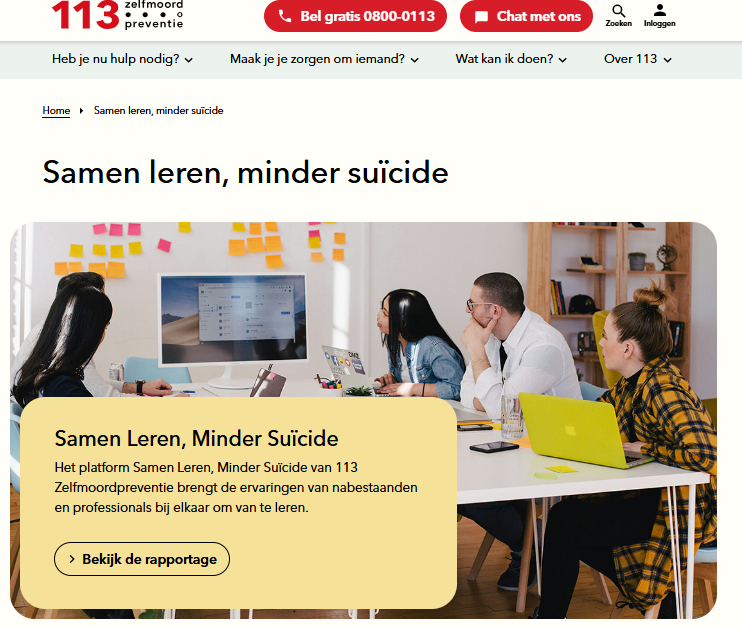 113 zelfmoord
preventie
Bel gratis 0800-0113
Chat met ons
Zoeken
Inloggen
Heb je nu hulp nodig?
Maak je je zorgen om iemand?
Wat kan ik doen?
Over 113
Home
Samen leren, minder suïcide
Samen leren, minder suïcide
Samen Leren, Minder Suïcide
Het platform Samen Leren, Minder Suïcide van 113
Zelfmoordpreventie brengt de ervaringen van nabestaanden
en professionals bij elkaar om van te leren.
Bekijk de rapportage